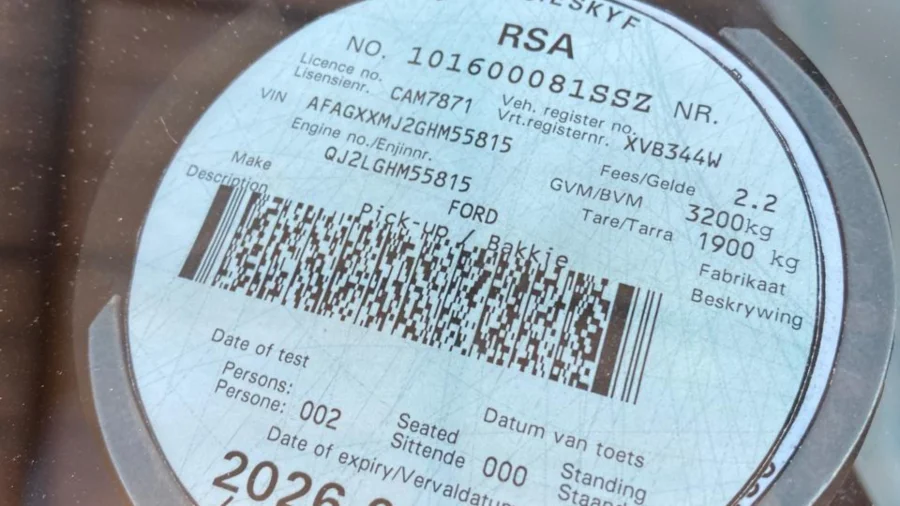 RSA
NO. 101600081SSZ NR.
Licence no. CAM7871 Veh. register no. XVB344W
Lisensienr. Vrt.registernr.
VIN AFAGXXMJ2GHM55815
Engine no./Enjinnr. Fees/Gelde 2.2
QJ2LGHM55815 GVM/BVM 3200kg
Tare/Tarra 1900 kg
Make FORD Fabrikaat
Description Pick-up / Bakkie Beskrywing
Date of test Datum van toets
Persons: 002 Seated 000 Standing
Persone: Sittende
Date of expiry/Vervaldatum
2026